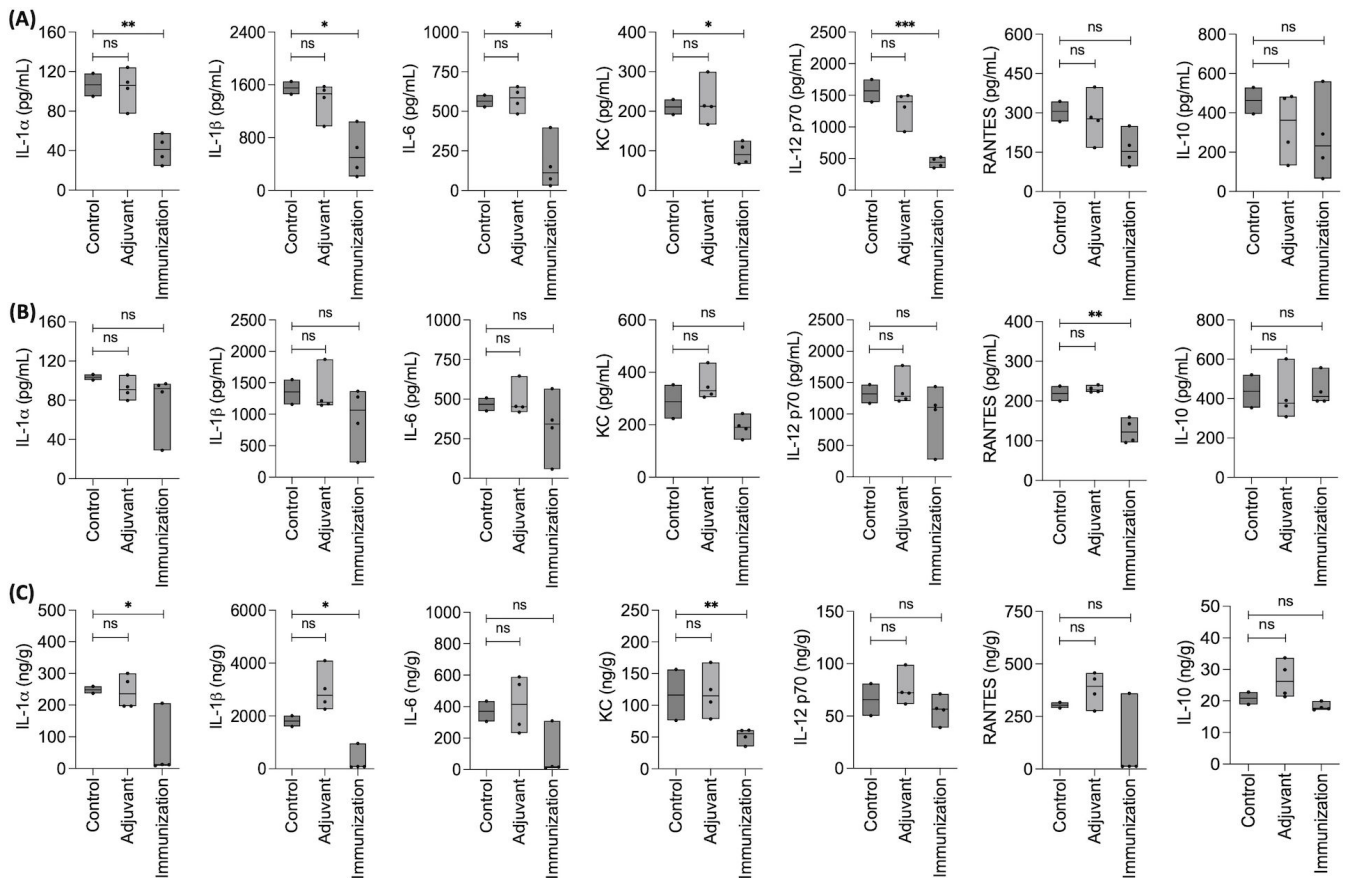 (A)
160
120
80
40
0
IL-1α (pg/mL)
**
ns
Control
Adjuvant
Immunization
2400
1600
800
0
IL-1β (pg/mL)
*
ns
Control
Adjuvant
Immunization
1000
750
500
250
0
IL-6 (pg/mL)
*
ns
Control
Adjuvant
Immunization
400
300
200
100
0
KC (pg/mL)
*
ns
Control
Adjuvant
Immunization
2500
2000
1500
1000
500
0
IL-12 p70 (pg/mL)
***
ns
Control
Adjuvant
Immunization
600
450
300
150
0
RANTES (pg/mL)
ns
ns
Control
Adjuvant
Immunization
800
600
400
200
0
IL-10 (pg/mL)
ns
ns
Control
Adjuvant
Immunization
(B)
160
120
80
40
0
IL-1α (pg/mL)
ns
ns
Control
Adjuvant
Immunization
2500
2000
1500
1000
500
0
IL-1β (pg/mL)
ns
ns
Control
Adjuvant
Immunization
1000
750
500
250
0
IL-6 (pg/mL)
ns
ns
Control
Adjuvant
Immunization
600
400
200
0
KC (pg/mL)
ns
ns
Control
Adjuvant
Immunization
2500
2000
1500
1000
500
0
IL-12 p70 (pg/mL)
ns
ns
Control
Adjuvant
Immunization
400
300
200
100
0
RANTES (pg/mL)
**
ns
Control
Adjuvant
Immunization
800
600
400
200
0
IL-10 (pg/mL)
ns
ns
Control
Adjuvant
Immunization
(C)
500
400
300
200
100
0
IL-1α (ng/g)
*
ns
Control
Adjuvant
Immunization
6000
4000
2000
0
IL-1β (ng/g)
*
ns
Control
Adjuvant
Immunization
1000
800
600
400
200
0
IL-6 (ng/g)
ns
ns
Control
Adjuvant
Immunization
250
200
150
100
50
0
KC (ng/g)
**
ns
Control
Adjuvant
Immunization
150
100
50
0
IL-12 p70 (ng/g)
ns
ns
Control
Adjuvant
Immunization
750
500
250
0
RANTES (ng/g)
ns
ns
Control
Adjuvant
Immunization
50
40
30
20
10
0
IL-10 (ng/g)
ns
ns
Control
Adjuvant
Immunization